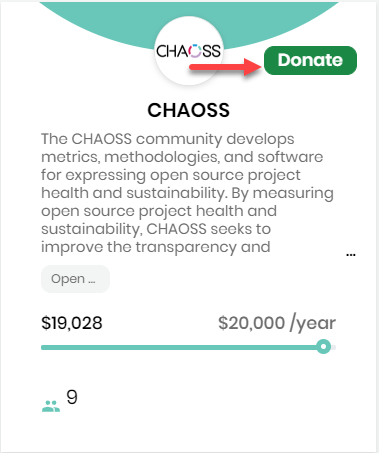 CHAOSS
Donate
CHAOSS
The CHAOSS community develops
metrics, methodologies, and software
for expressing open source project
health and sustainability. By measuring
open source project health and
sustainability, CHAOSS seeks to
improve the transparency and
...
Open ...
$19,028 $20,000 /year
9